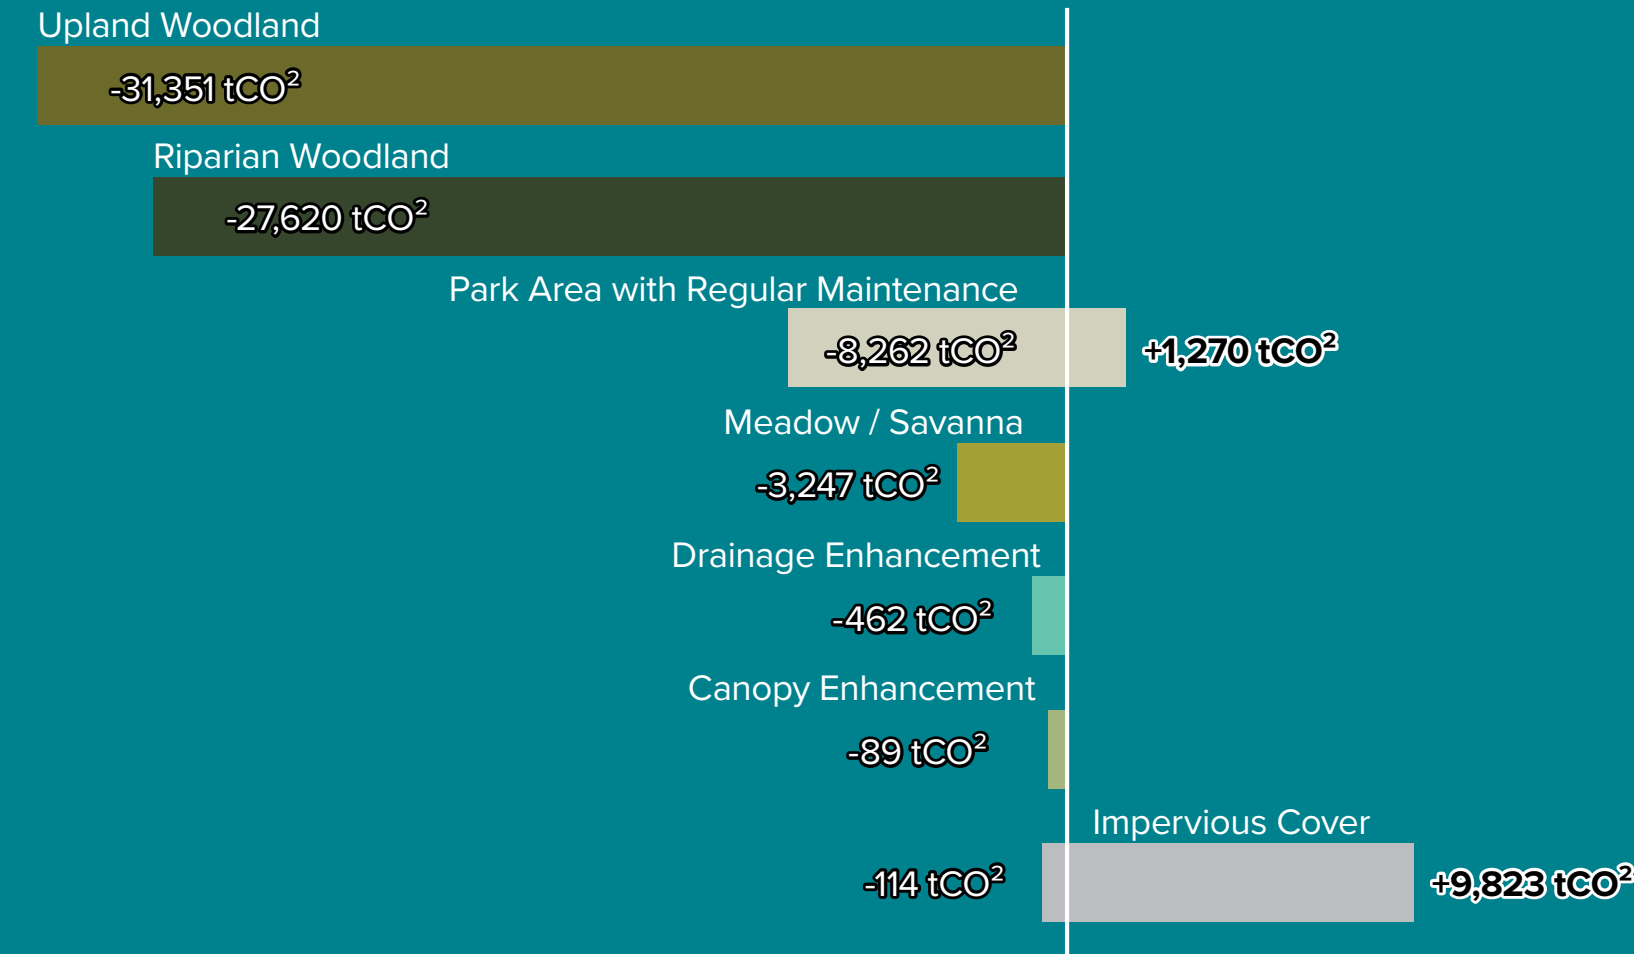 Upland Woodland
-31,351 tCO²
Riparian Woodland
-27,620 tCO²
Park Area with Regular Maintenance
-8,262 tCO² +1,270 tCO²
Meadow / Savanna
-3,247 tCO²
Drainage Enhancement
-462 tCO²
Canopy Enhancement
-89 tCO²
Impervious Cover
-114 tCO² +9,823 tCO²